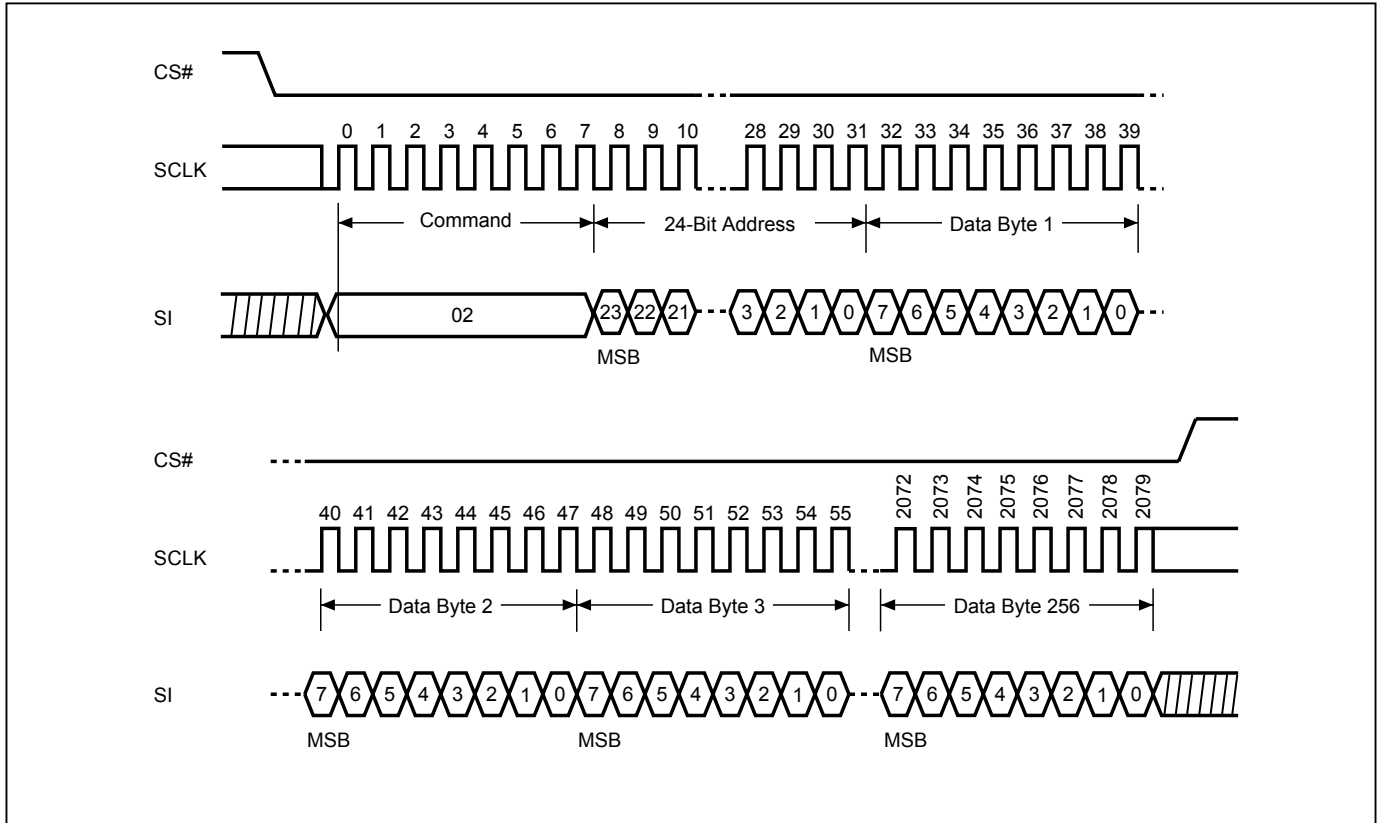 CS#
0 1 2 3 4 5 6 7 8 9 10 28 29 30 31 32 33 34 35 36 37 38 39
SCLK
Command 24-Bit Address Data Byte 1
SI 02 23 22 21 3 2 1 0 7 6 5 4 3 2 1 0
MSB MSB
CS#
2072 2073 2074 2075 2076 2077 2078 2079
40 41 42 43 44 45 46 47 48 49 50 51 52 53 54 55
SCLK
Data Byte 2 Data Byte 3 Data Byte 256
SI 7 6 5 4 3 2 1 0 7 6 5 4 3 2 1 0 7 6 5 4 3 2 1 0
MSB MSB MSB